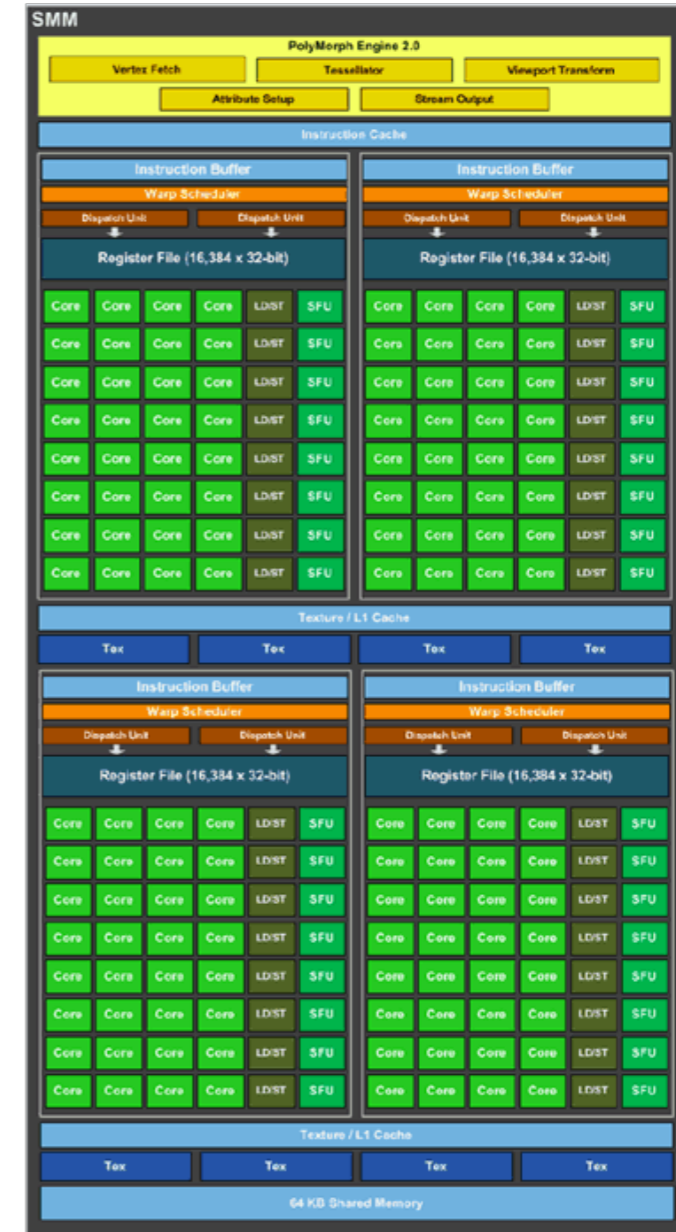 SMM
PolyMorph Engine 2.0
Vertex Fetch Tessellator Viewport Transform
Attribute Setup Stream Output
Instruction Cache
Instruction Buffer Instruction Buffer
Warp Scheduler Warp Scheduler
Dispatch Unit Dispatch Unit Dispatch Unit Dispatch Unit
Register File (16,384 x 32-bit) Register File (16,384 x 32-bit)
Core Core Core Core LD/ST SFU Core Core Core Core LD/ST SFU
Core Core Core Core LD/ST SFU Core Core Core Core LD/ST SFU
Core Core Core Core LD/ST SFU Core Core Core Core LD/ST SFU
Core Core Core Core LD/ST SFU Core Core Core Core LD/ST SFU
Core Core Core Core LD/ST SFU Core Core Core Core LD/ST SFU
Core Core Core Core LD/ST SFU Core Core Core Core LD/ST SFU
Core Core Core Core LD/ST SFU Core Core Core Core LD/ST SFU
Core Core Core Core LD/ST SFU Core Core Core Core LD/ST SFU
Texture / L1 Cache
Tex Tex Tex Tex
Instruction Buffer Instruction Buffer
Warp Scheduler Warp Scheduler
Dispatch Unit Dispatch Unit Dispatch Unit Dispatch Unit
Register File (16,384 x 32-bit) Register File (16,384 x 32-bit)
Core Core Core Core LD/ST SFU Core Core Core Core LD/ST SFU
Core Core Core Core LD/ST SFU Core Core Core Core LD/ST SFU
Core Core Core Core LD/ST SFU Core Core Core Core LD/ST SFU
Core Core Core Core LD/ST SFU Core Core Core Core LD/ST SFU
Core Core Core Core LD/ST SFU Core Core Core Core LD/ST SFU
Core Core Core Core LD/ST SFU Core Core Core Core LD/ST SFU
Core Core Core Core LD/ST SFU Core Core Core Core LD/ST SFU
Core Core Core Core LD/ST SFU Core Core Core Core LD/ST SFU
Texture / L1 Cache
Tex Tex Tex Tex
64 KB Shared Memory